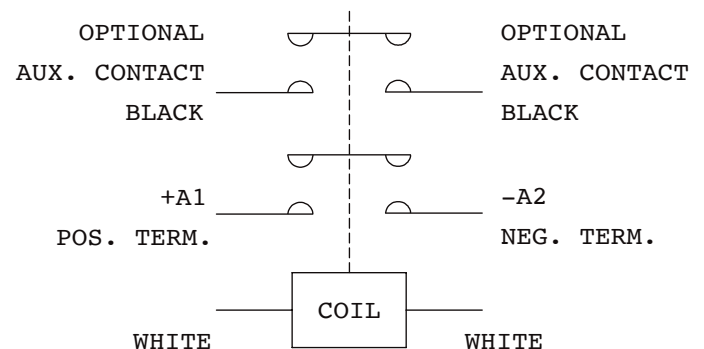 OPTIONAL
AUX. CONTACT
BLACK
OPTIONAL
AUX. CONTACT
BLACK
+A1
POS. TERM.
-A2
NEG. TERM.
COIL
WHITE
WHITE